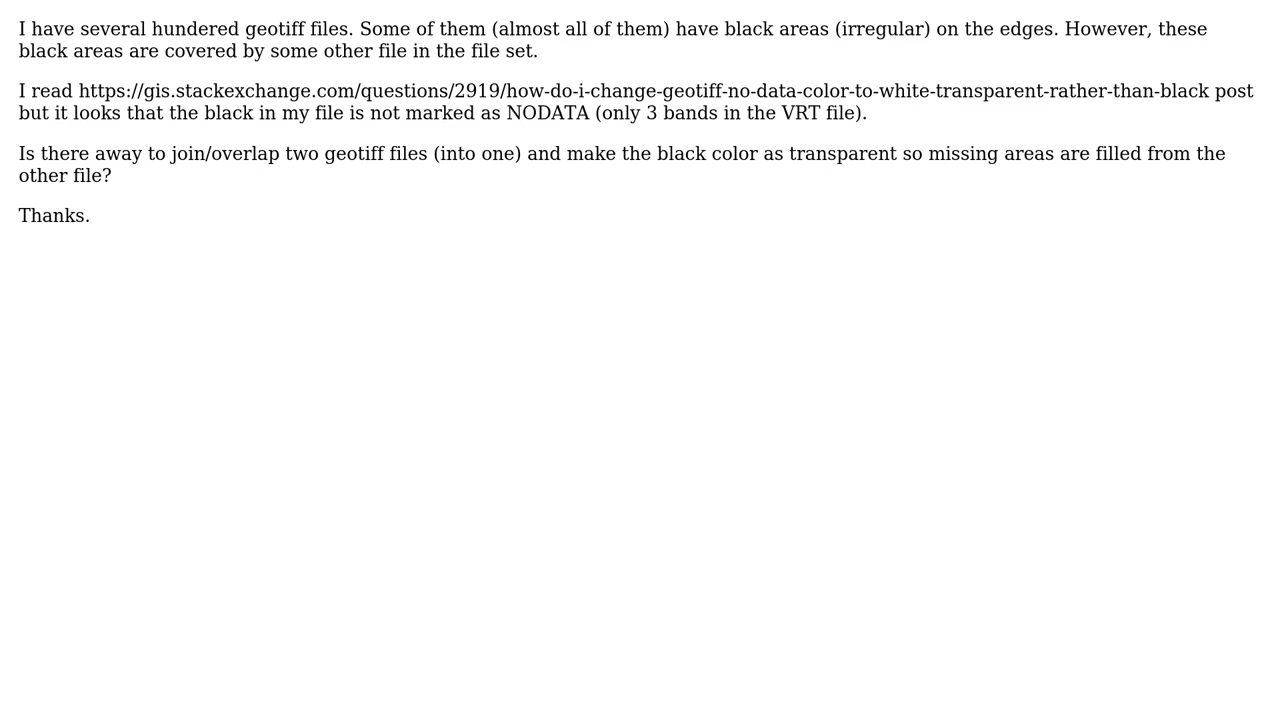 I have several hundered geotiff files. Some of them (almost all of them) have black areas (irregular) on the edges. However, these
black areas are covered by some other file in the file set.
I read https://gis.stackexchange.com/questions/2919/how-do-i-change-geotiff-no-data-color-to-white-transparent-rather-than-black post
but it looks that the black in my file is not marked as NODATA (only 3 bands in the VRT file).
Is there away to join/overlap two geotiff files (into one) and make the black color as transparent so missing areas are filled from the
other file?
Thanks.